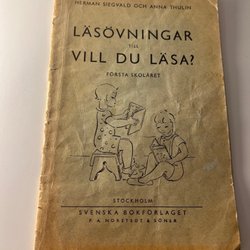 HERMAN SIEGVALD OCH ANNA THULIN
LÄSÖVNINGAR
TILL
VILL DU LÄSA?
FÖRSTA SKOLÅRET
STOCKHOLM
SVENSKA BOKFÖRLAGET
P. A. NORSTEDT & SÖNER